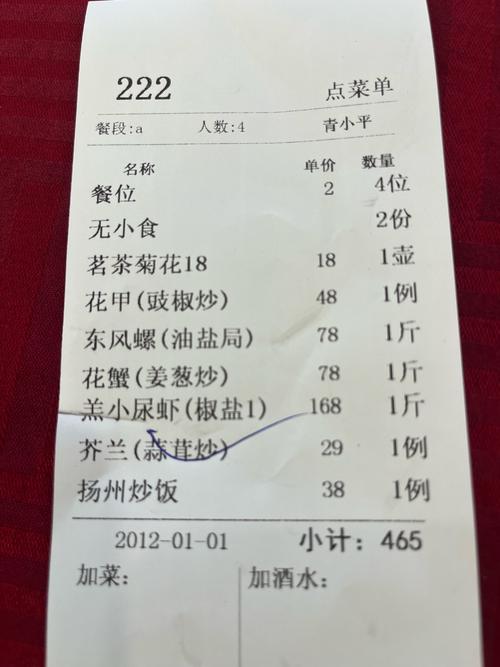 222 点菜单
餐段:a 人数:4 青小平
名称 单价 数量
餐位 2 4位
无小食 2份
茗茶菊花18 18 1壶
花甲(豉椒炒) 48 1例
东风螺(油盐局) 78 1斤
花蟹(姜葱炒) 78 1斤
羔小尿虾(椒盐1) 168 1斤
芥兰(蒜茸炒) 29 1例
扬州炒饭 38 1例
2012-01-01 小计：465
加菜： 加酒水：